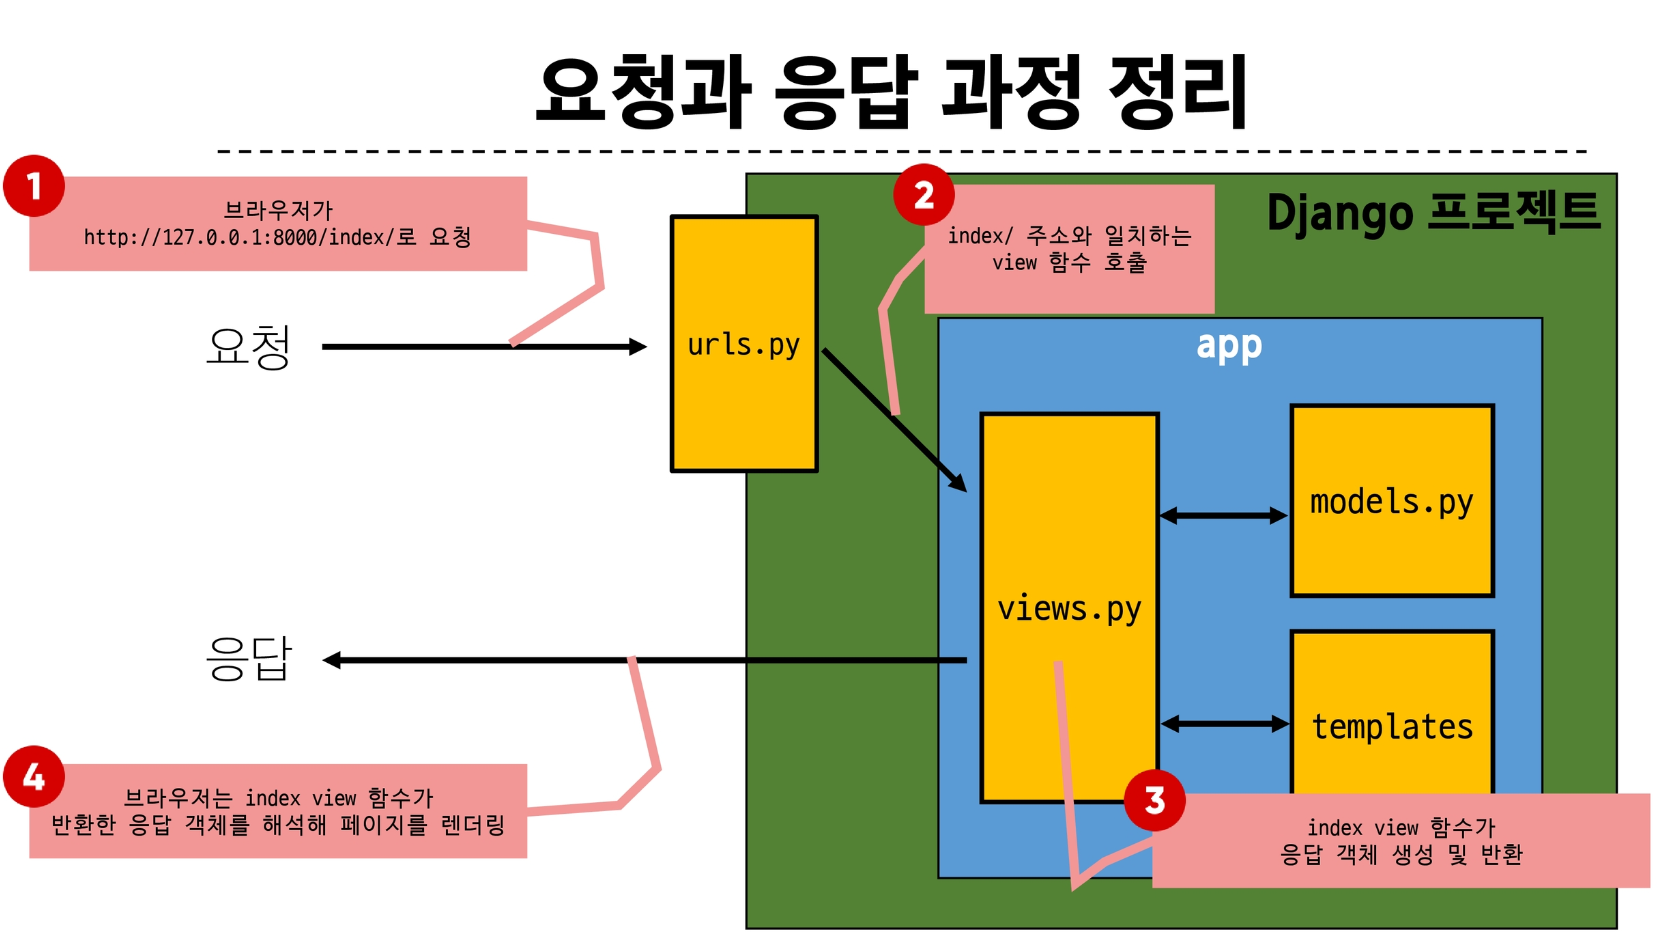 요청과 응답 과정 정리
1
브라우저가
http://127.0.0.1:8000/index/로 요청
2
index/ 주소와 일치하는
view 함수 호출
Django 프로젝트
요청
urls.py
app
models.py
views.py
응답
templates
4
브라우저는 index view 함수가
반환한 응답 객체를 해석해 페이지를 렌더링
3
index view 함수가
응답 객체 생성 및 반환